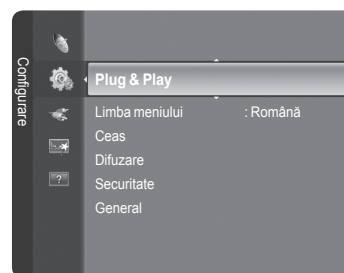 Configurare
Plug & Play
Limba meniului : Română
Ceas
Difuzare
Securitate
General
?